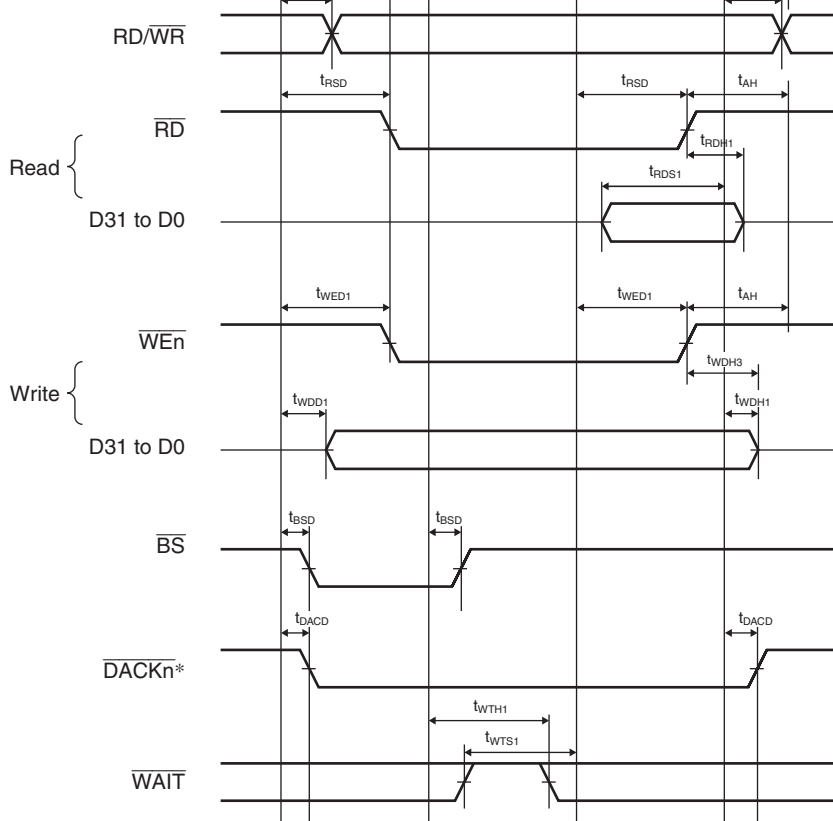 RD/WR
tRSD tRSD tAH
RD
tRDH1
Read
tRDS1
D31 to D0
tWED1 tWED1 tAH
WEn
tWDH3
Write
tWDD1 tWDH1
D31 to D0
tBSD tBSD
BS
tDACD tDACD
DACKn*
tWTH1
tWTS1
WAIT